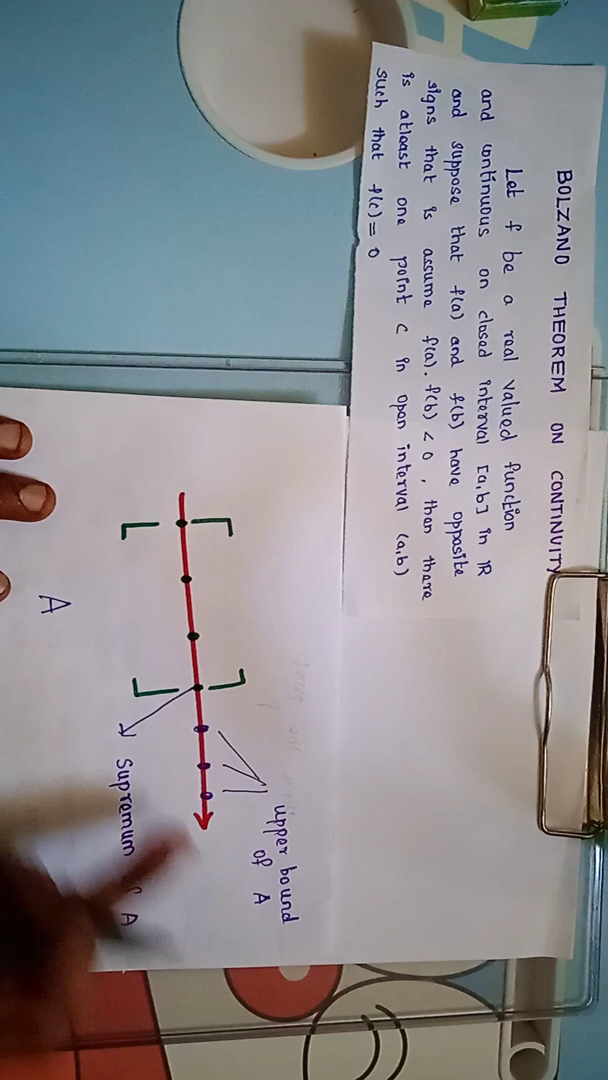 BOLZANO THEOREM ON CONTINUITY
Let f be a real valued function
and continuous on closed interval [a,b] in IR
and suppose that f(a) and f(b) have opposite
signs that is assume f(a).f(b) < 0, then there
is atleast one point c in open interval (a,b)
such that f(c) = 0
upper bound
of A
Supremum A
A